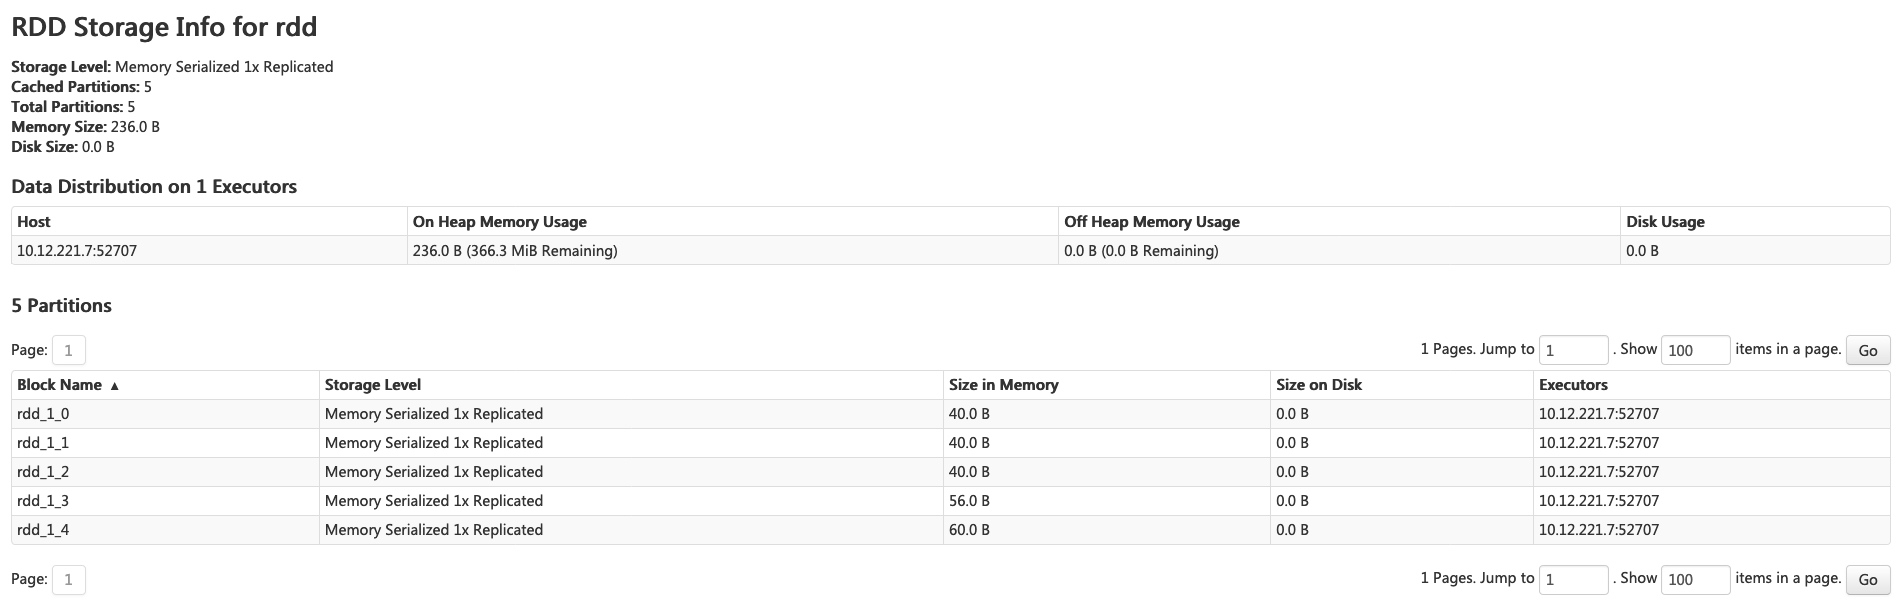 RDD Storage Info for rdd
Storage Level: Memory Serialized 1x Replicated
Cached Partitions: 5
Total Partitions: 5
Memory Size: 236.0 B
Disk Size: 0.0 B
Data Distribution on 1 Executors
Host On Heap Memory Usage Off Heap Memory Usage Disk Usage
10.12.221.7:52707 236.0 B (366.3 MiB Remaining) 0.0 B (0.0 B Remaining) 0.0 B
5 Partitions
Page: 1 1 Pages. Jump to 1 . Show 100 items in a page. Go
Block Name ▲ Storage Level Size in Memory Size on Disk Executors
rdd_1_0 Memory Serialized 1x Replicated 40.0 B 0.0 B 10.12.221.7:52707
rdd_1_1 Memory Serialized 1x Replicated 40.0 B 0.0 B 10.12.221.7:52707
rdd_1_2 Memory Serialized 1x Replicated 40.0 B 0.0 B 10.12.221.7:52707
rdd_1_3 Memory Serialized 1x Replicated 56.0 B 0.0 B 10.12.221.7:52707
rdd_1_4 Memory Serialized 1x Replicated 60.0 B 0.0 B 10.12.221.7:52707
Page: 1 1 Pages. Jump to 1 . Show 100 items in a page. Go